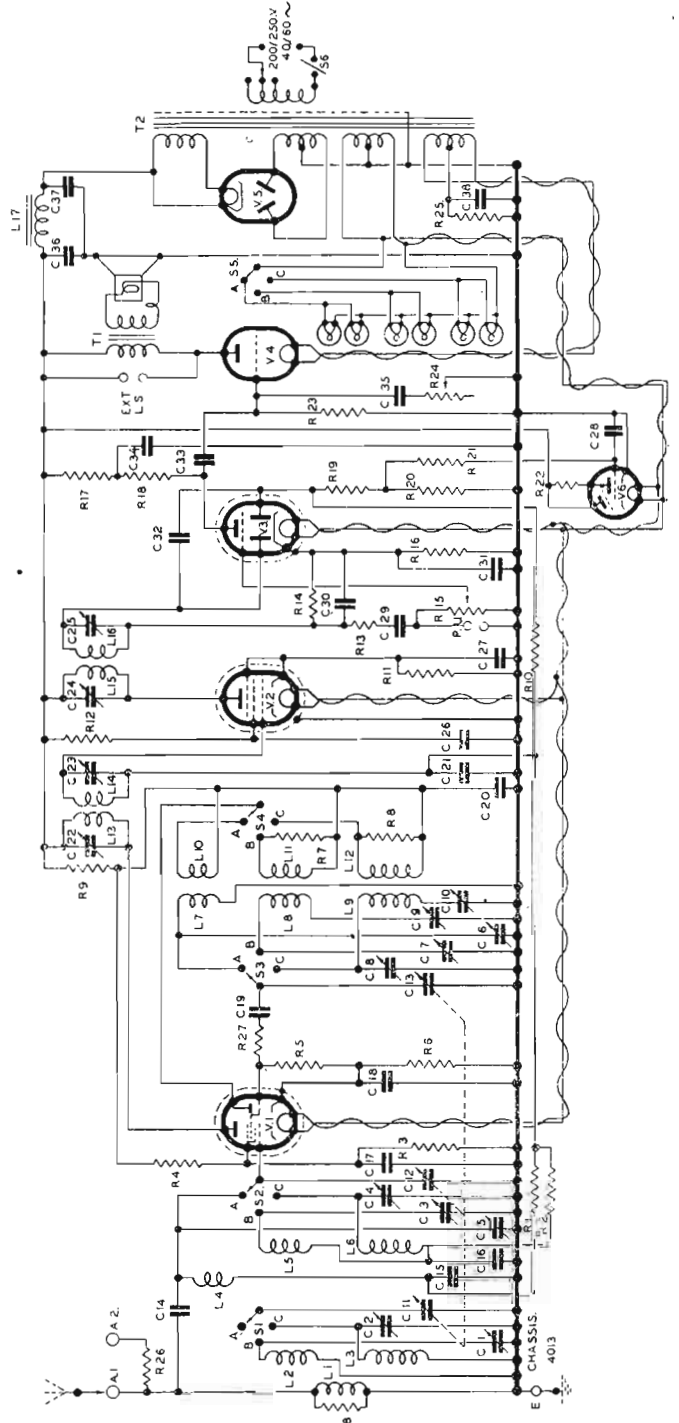 L17
C36
C37
T2
200/250V
40/60~
S6
T1
EXT
L.S
V5
R17
C34
R18
C33
C32
C25
L16
C24
L15
R12
C23
L14
C22
L13
R9
A1
A2
R26
C14
L4
R4
V1
R27
C19
R5
R6
C18
A
B
C
S3
L7
L8
L9
L10
L11
L12
A
B
C
S4
R7
R8
V2
V3
V4
A
B
C
S5
R25
C38
R23
C35
R24
R19
R20
R21
R14
C30
R13
C29
R15
P.U
R16
C31
R11
C27
C26
C21
C20
C8
C13
C7
C9
C10
C6
A
B
C
S2
L5
L6
C4
C3
C12
C17
R3
C15
C16
C5
R1
R2
A
B
C
S1
L2
L1
L3
C2
C11
C1
R10
R22
V6
C28
E
CHASSIS.
4013